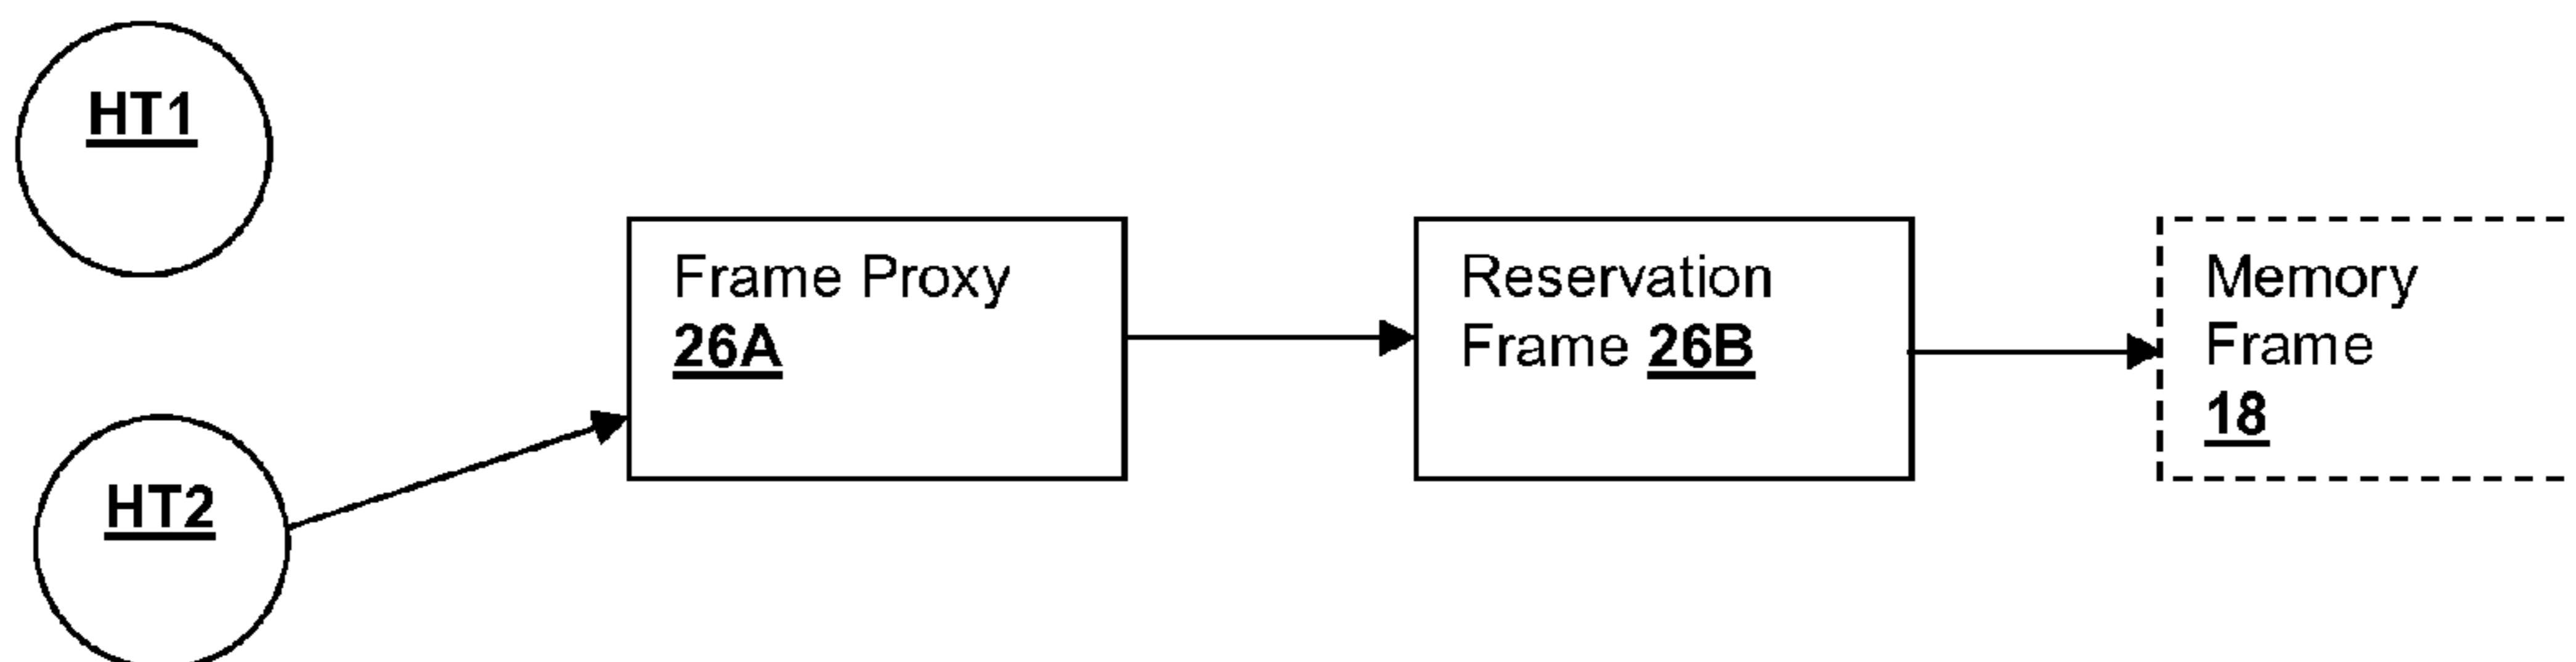 HT1
Frame Proxy
26A
Reservation
Frame 26B
Memory
Frame
18
HT2